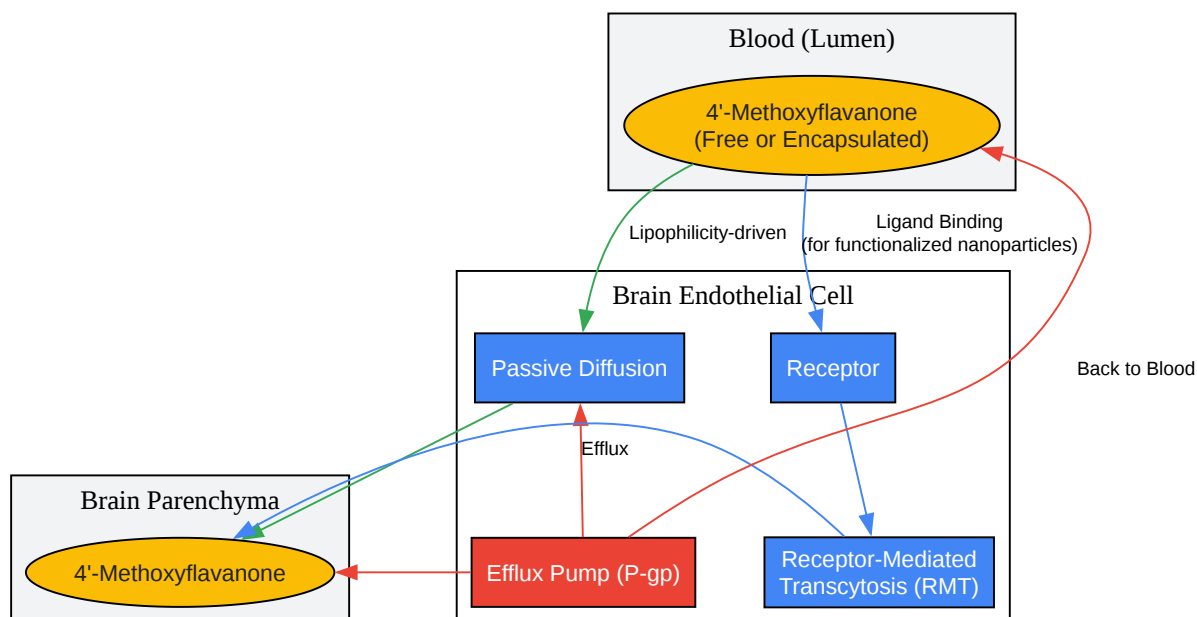 Blood (Lumen)
4'-Methoxyflavanone
(Free or Encapsulated)
Lipophilicity-driven
Ligand Binding
(for functionalized nanoparticles)
Brain Endothelial Cell
Passive Diffusion
Receptor
Back to Blood
Efflux
Brain Parenchyma
4'-Methoxyflavanone
Efflux Pump (P-gp)
Receptor-Mediated
Transcytosis (RMT)